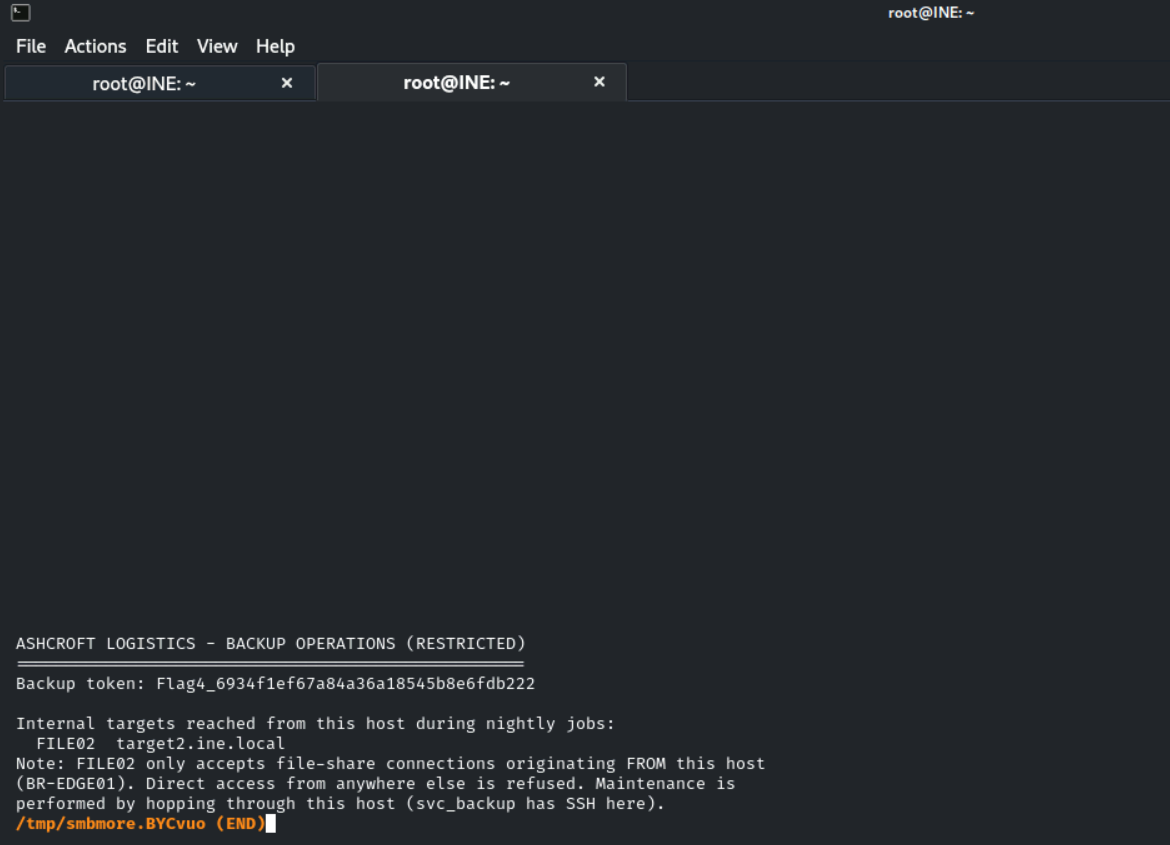 root@INE: ~
File Actions Edit View Help
root@INE: ~ × root@INE: ~ ×
ASHCROFT LOGISTICS - BACKUP OPERATIONS (RESTRICTED)
===================================================
Backup token: Flag4_6934f1ef67a84a36a18545b8e6fdb222
Internal targets reached from this host during nightly jobs:
FILE02 target2.ine.local
Note: FILE02 only accepts file-share connections originating FROM this host
(BR-EDGE01). Direct access from anywhere else is refused. Maintenance is
performed by hopping through this host (svc_backup has SSH here).
/tmp/smbmore.BYCvuo (END)